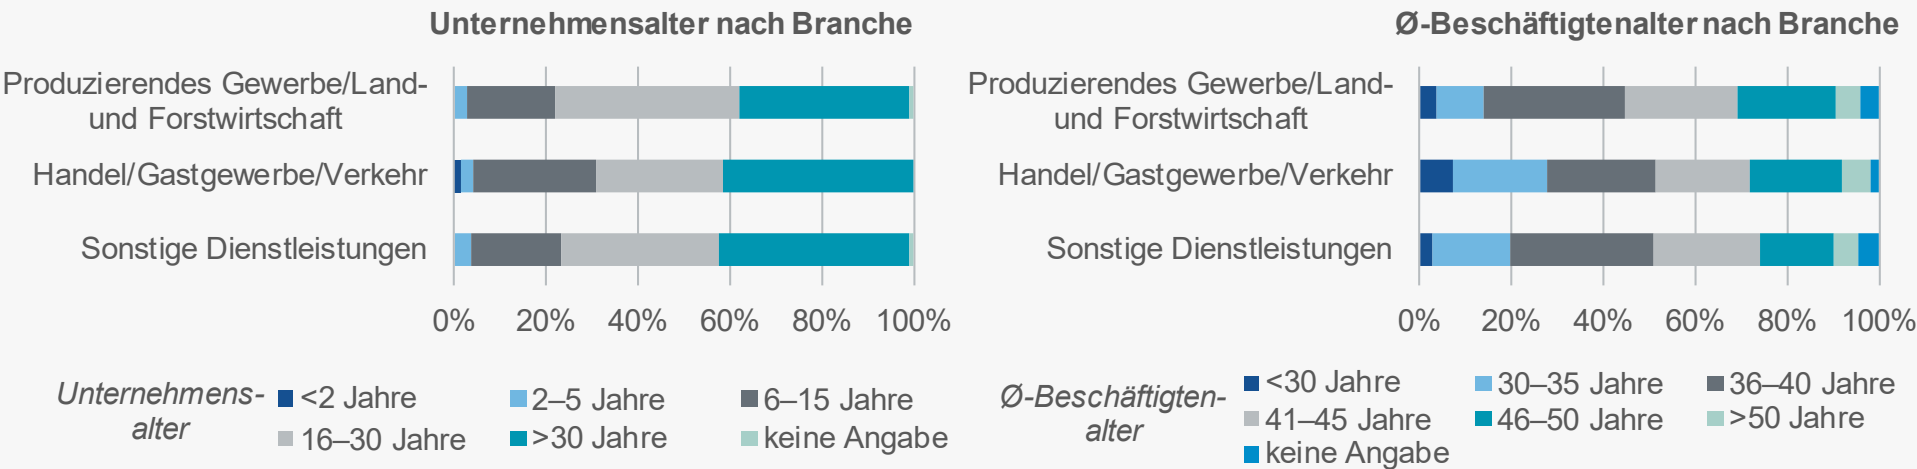 Unternehmensalter nach Branche
Produzierendes Gewerbe/Land-
und Forstwirtschaft
Handel/Gastgewerbe/Verkehr
Sonstige Dienstleistungen
0% 20% 40% 60% 80% 100%
Unternehmens-
alter
<2 Jahre 2–5 Jahre 6–15 Jahre
16–30 Jahre >30 Jahre keine Angabe
Ø-Beschäftigtenalter nach Branche
Produzierendes Gewerbe/Land-
und Forstwirtschaft
Handel/Gastgewerbe/Verkehr
Sonstige Dienstleistungen
0% 20% 40% 60% 80% 100%
Ø-Beschäftigten-
alter
<30 Jahre 30–35 Jahre 36–40 Jahre
41–45 Jahre 46–50 Jahre >50 Jahre
keine Angabe